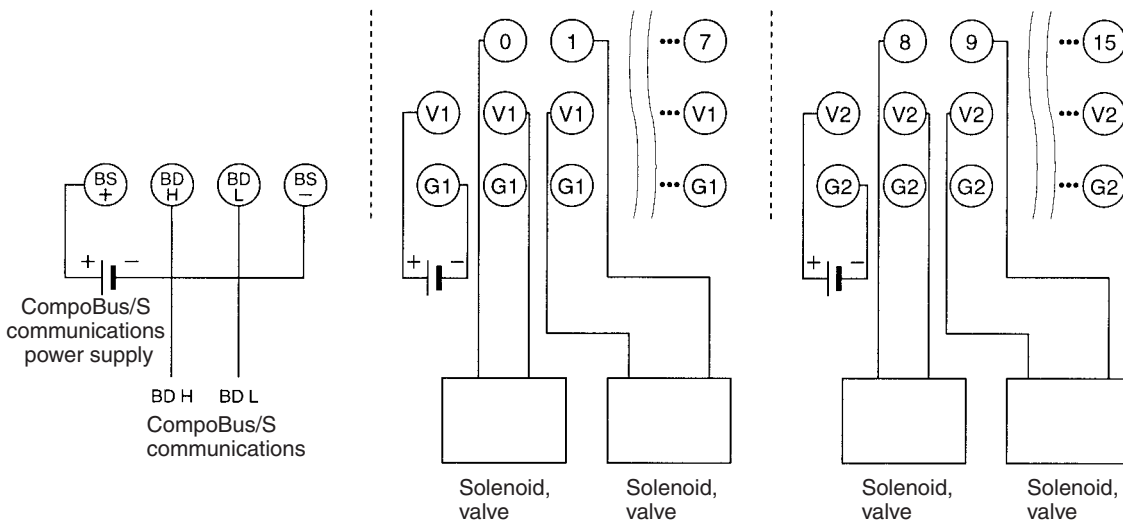 BS + BD H BD L BS −
+ −
CompoBus/S
communications
power supply
BD H BD L
CompoBus/S
communications
0 1 ••• 7
V1 V1 V1 ••• V1
G1 G1 G1 ••• G1
+ −
Solenoid,
valve
Solenoid,
valve
8 9 ••• 15
V2 V2 V2 ••• V2
G2 G2 G2 ••• G2
+ −
Solenoid,
valve
Solenoid,
valve